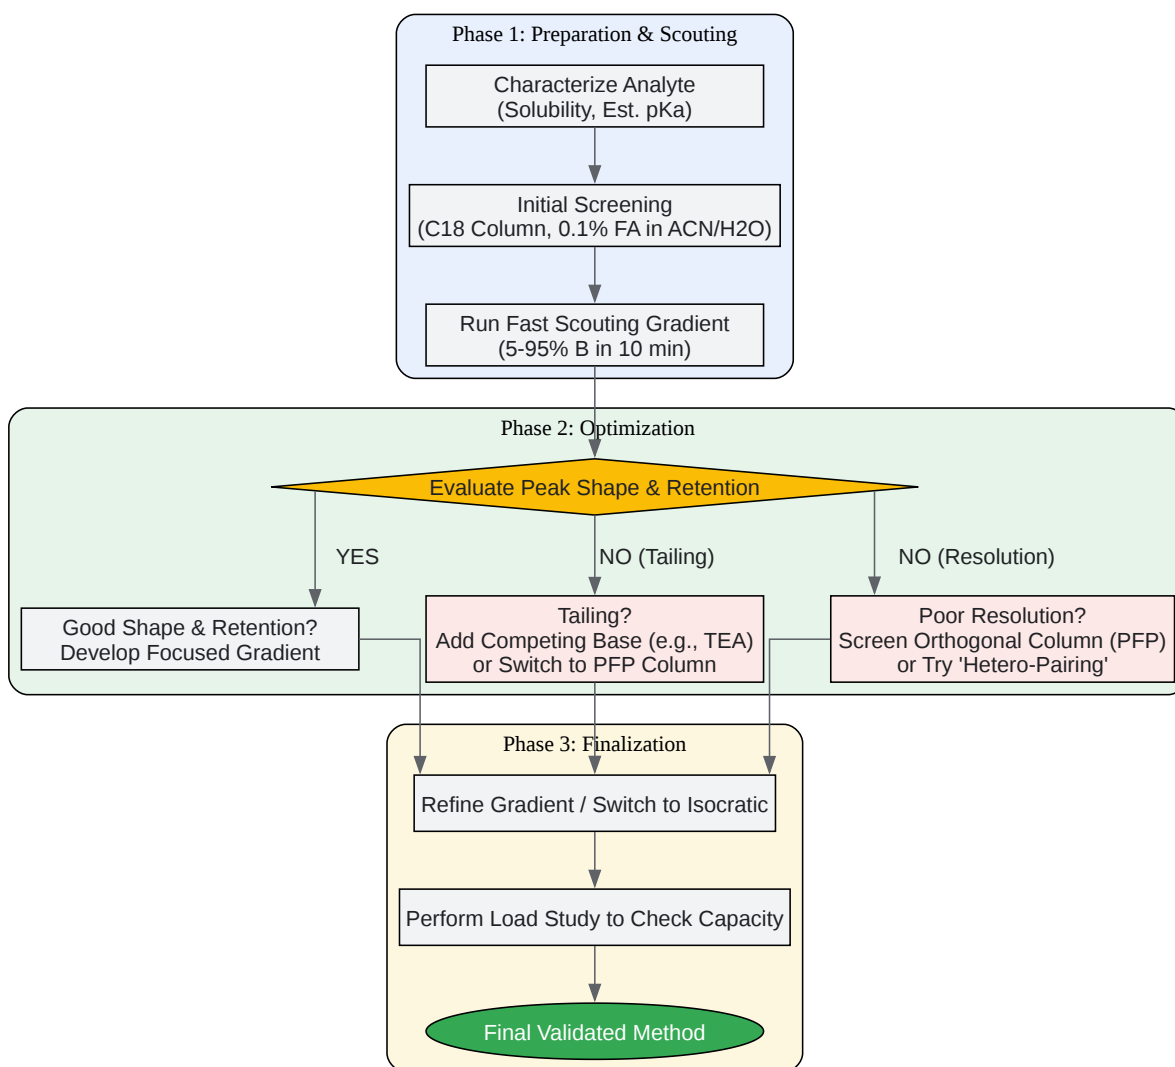 Phase 1: Preparation & Scouting
Characterize Analyte
(Solubility, Est. pKa)
Initial Screening
(C18 Column, 0.1% FA in ACN/H2O)
Run Fast Scouting Gradient
(5-95% B in 10 min)
Phase 2: Optimization
Evaluate Peak Shape & Retention
YES
NO (Tailing)
NO (Resolution)
Good Shape & Retention?
Develop Focused Gradient
Tailing?
Add Competing Base (e.g., TEA)
or Switch to PFP Column
Poor Resolution?
Screen Orthogonal Column (PFP)
or Try 'Hetero-Pairing'
Phase 3: Finalization
Refine Gradient / Switch to Isocratic
Perform Load Study to Check Capacity
Final Validated Method